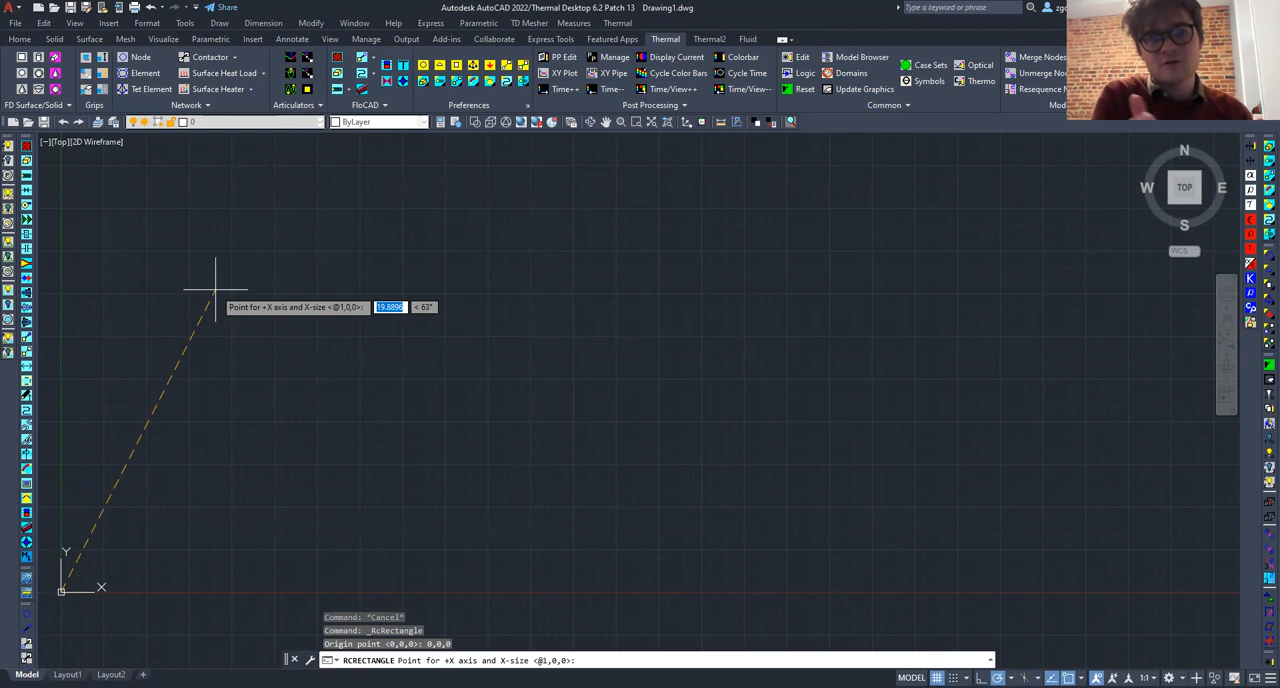 Share
Autodesk AutoCAD 2022/Thermal Desktop 6.2 Patch 13 Drawing1.dwg
Type a keyword or phrase
File Edit View Insert Format Tools Draw Dimension Modify Window Help Express Parametric TD Mesher Measures Thermal
Home Solid Surface Mesh Visualize Parametric Insert Annotate View Manage Output Add-ins Collaborate Express Tools Featured Apps Thermal Thermal2 Fluid
Node Contactor PP Edit Manage Display Current Colorbar Edit Model Browser Case Sets Optical Merge Nodes
Element Surface Heat Load XY Plot XY Pipe Cycle Color Bars Cycle Time Logic Domains Symbols Thermo Unmerge Node
Tet Element Surface Heater Time++ Time-- Time/View++ Time/View-- Reset Update Graphics Resequence N
FD Surface/Solid Grips Network Articulators FloCAD Preferences Post Processing Common
0 ByLayer
[−][Top][2D Wireframe]
N
W TOP E
S
WCS
Point for +X axis and X-size <@1,0,0>: 19.8896 < 63°
Y
X
Command: *Cancel*
Command: _RcRectangle
Origin point <0,0,0>: 0,0,0
RCRECTANGLE Point for +X axis and X-size <@1,0,0>:
Model Layout1 Layout2 +
MODEL 1:1